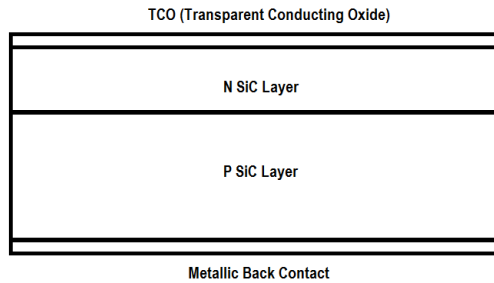 TCO (Transparent Conducting Oxide)
N SiC Layer
P SiC Layer
Metallic Back Contact